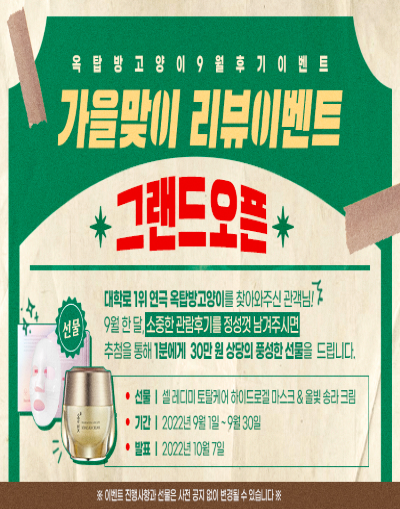 옥탑방고양이9월후기이벤트
가을맞이 리뷰이벤트
그랜드오픈
대학로 1위 연극 옥탑방고양이를 찾아와주신 관객님!
9월 한 달, 소중한 관람후기를 정성껏 남겨주시면
추첨을 통해 1분에게 30만 원 상당의 풍성한 선물을 드립니다.
선물
• 선물 | 셀 레디미 토탈케어 하이드로겔 마스크 & 율빛 송라 크림
• 기간 | 2022년 9월 1일 ~ 9월 30일
• 발표 | 2022년 10월 7일
※ 이벤트 진행사항과 선물은 사전 공지 없이 변경될 수 있습니다 ※